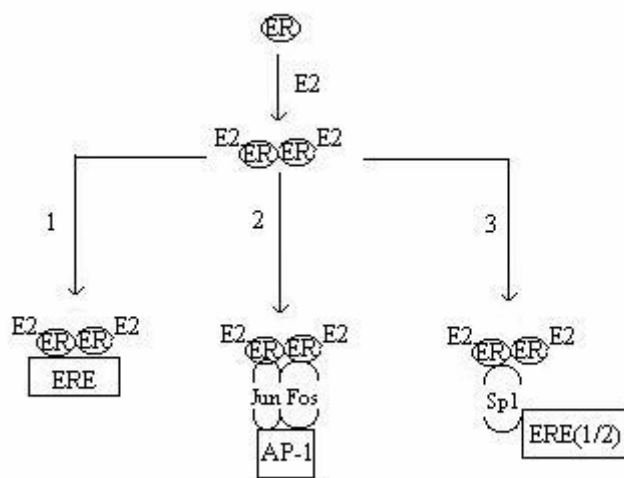 ER
E2
E2 ER ER E2
1 2 3
E2 ER ER E2
ERE
E2 ER ER E2
Jun Fos
AP-1
E2 ER ER E2
Sp1
ERE(1/2)